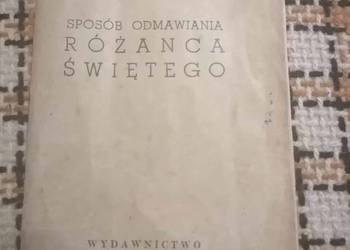 SPOSÓB ODMAWIANIA
RÓŻAŃCA
ŚWIĘTEGO
WYDAWNICTWO